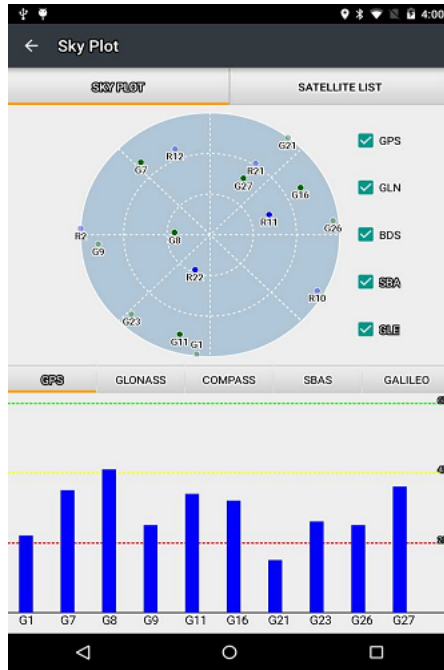 4:00
Sky Plot
SKY PLOT SATELLITE LIST
G21
R12
G7
R21
G27
G16
R11
G26
R2
G8
G9
R22
R10
G23
G11 G1
GPS
GLN
BDS
SBA
GLE
GPS GLONASS COMPASS SBAS GALILEO
G1 G7 G8 G9 G11 G16 G21 G23 G26 G27